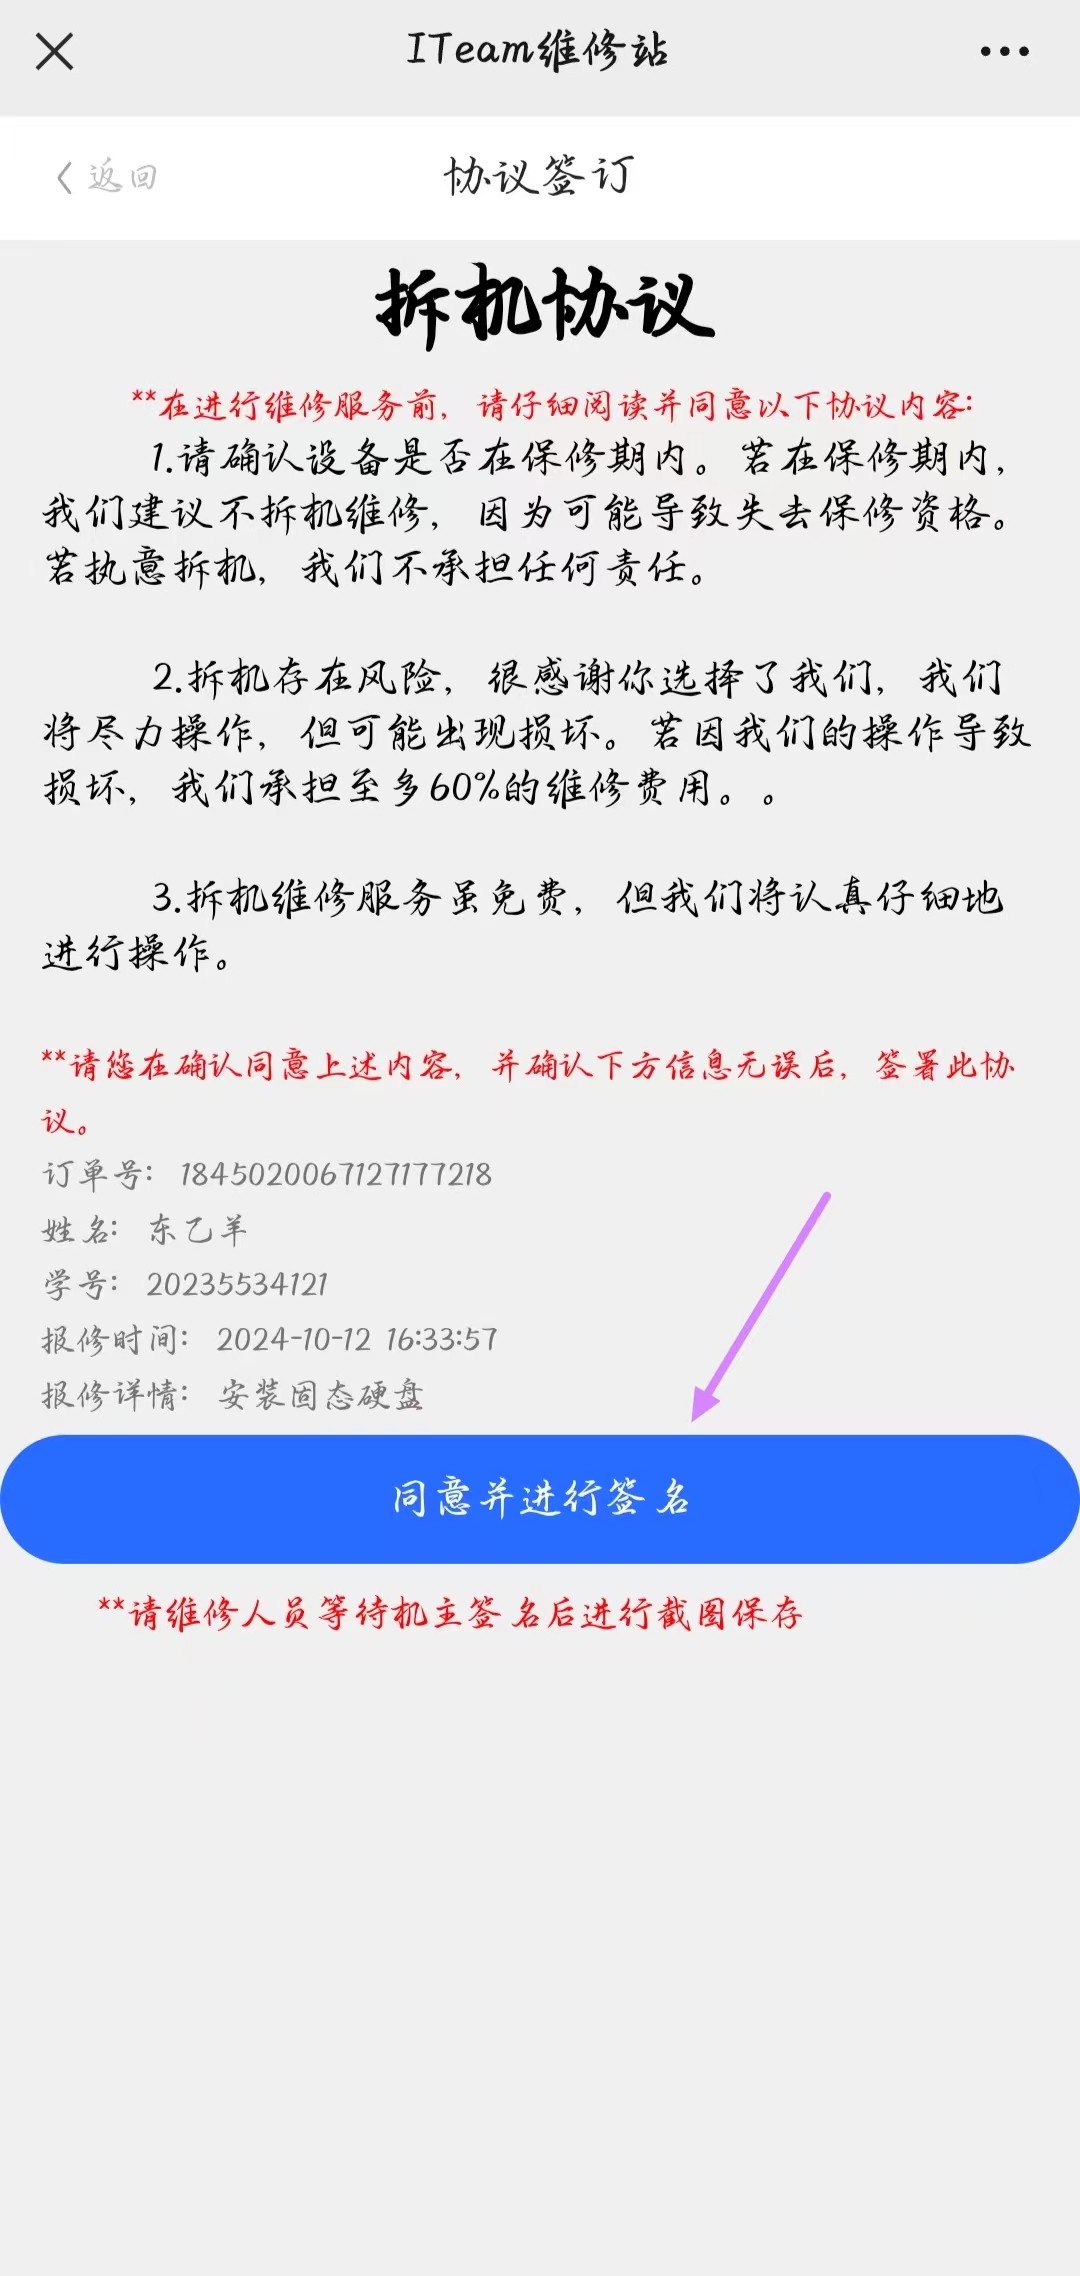 ITeam维修站
返回
协议签订
拆机协议
**在进行维修服务前，请仔细阅读并同意以下协议内容：
1.请确认设备是否在保修期内。若在保修期内，
我们建议不拆机维修，因为可能导致失去保修资格。
若执意拆机，我们不承担任何责任。
2.拆机存在风险，很感谢你选择了我们，我们
将尽力操作，但可能出现损坏。若因我们的操作导致
损坏，我们承担至多60%的维修费用。。
3.拆机维修服务虽免费，但我们将认真仔细地
进行操作。
**请您在确认同意上述内容，并确认下方信息无误后，签署此协
议。
订单号： 1845020067127177218
姓名： 东乙羊
学号： 20235534121
报修时间： 2024-10-12 16:33:57
报修详情： 安装固态硬盘
同意并进行签名
**请维修人员等待机主签名后进行截图保存